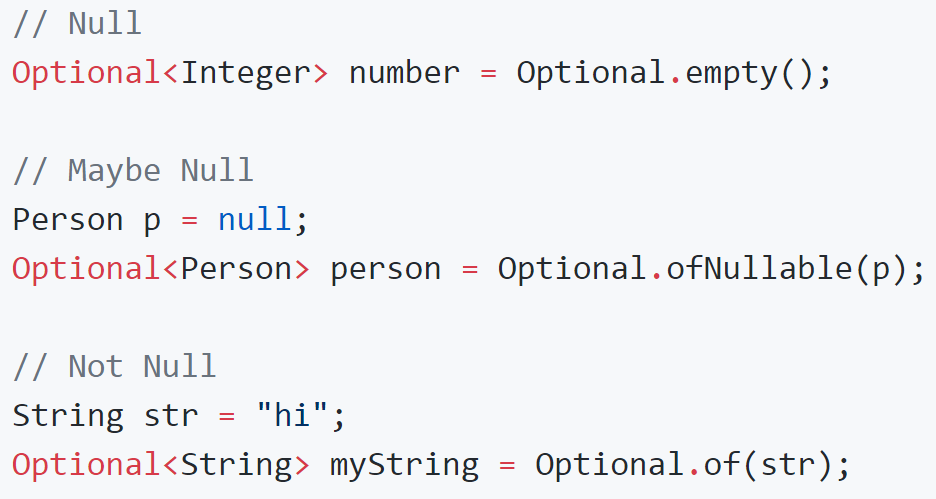 // Null
Optional<Integer> number = Optional.empty();
// Maybe Null
Person p = null;
Optional<Person> person = Optional.ofNullable(p);
// Not Null
String str = "hi";
Optional<String> myString = Optional.of(str);